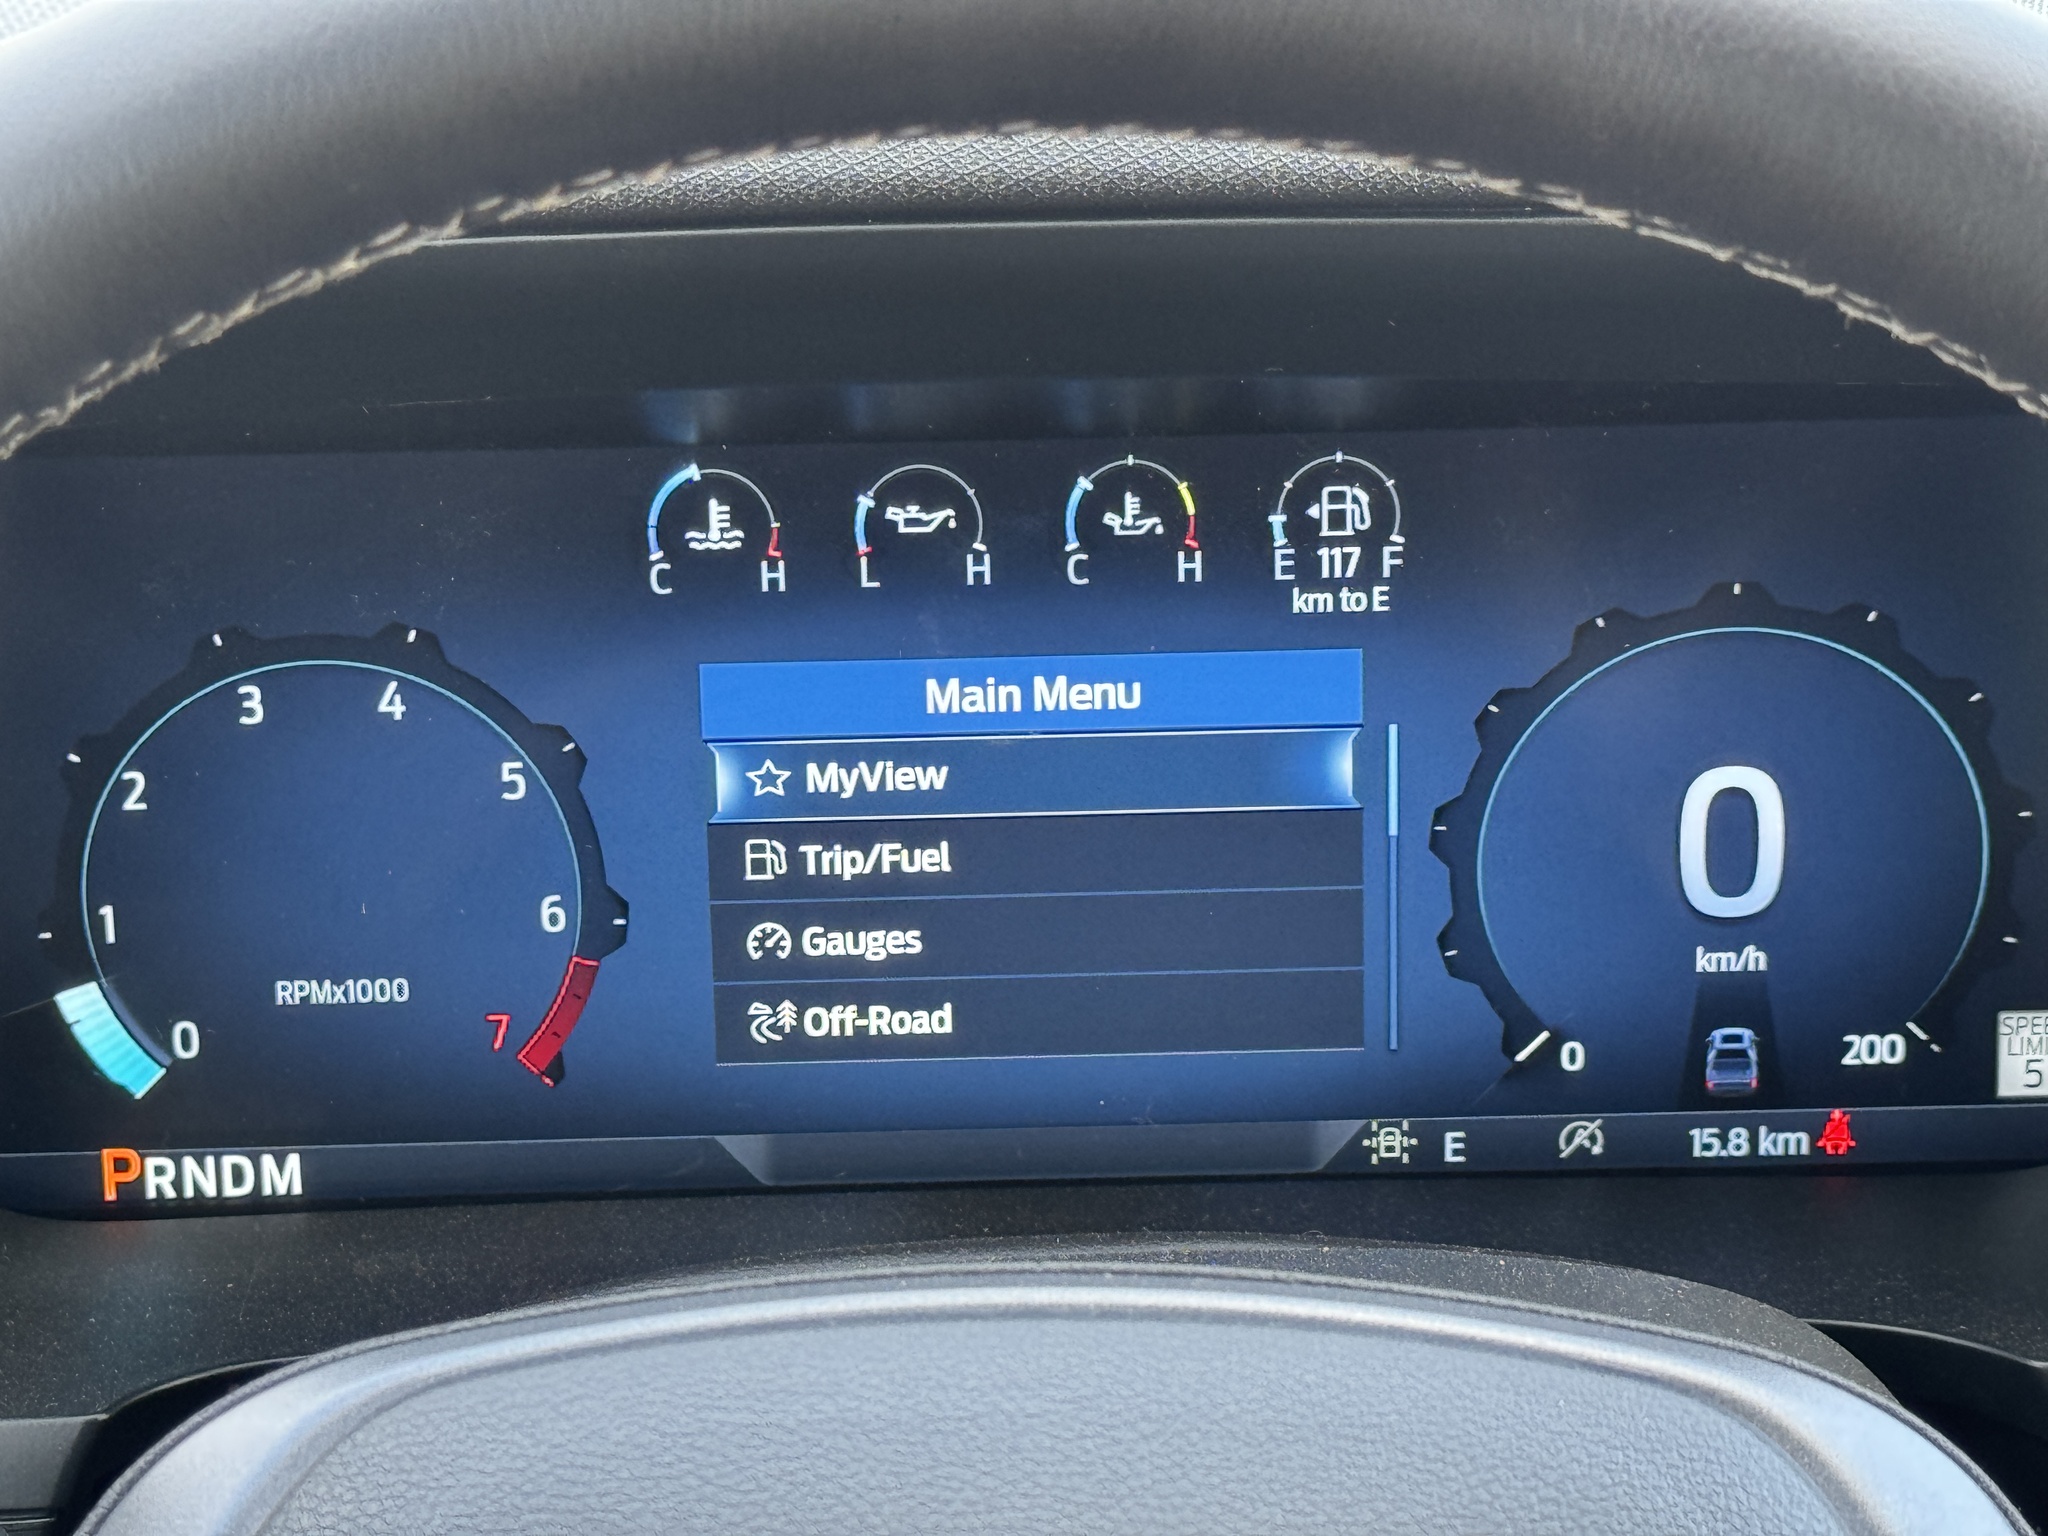 C H
L H
C H
E 117 F
km to E
0 1 2 3 4 5 6 7
RPMx1000
Main Menu
MyView
Trip/Fuel
Gauges
Off-Road
0
km/h
0 200
PRNDM
E
15.8 km